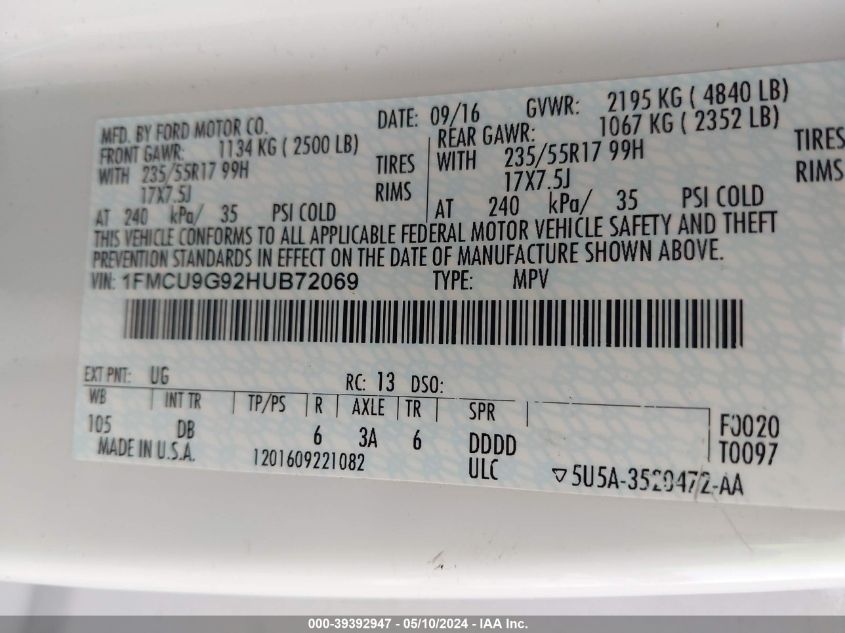 MFD. BY FORD MOTOR CO. DATE: 09/16 GVWR: 2195 KG ( 4840 LB)
FRONT GAWR: 1134 KG ( 2500 LB) REAR GAWR: 1067 KG ( 2352 LB)
WITH 235/55R17 99H TIRES WITH 235/55R17 99H TIRES
17X7.5J RIMS 17X7.5J RIMS
AT 240 kPa/ 35 PSI COLD AT 240 kPa/ 35 PSI COLD
THIS VEHICLE CONFORMS TO ALL APPLICABLE FEDERAL MOTOR VEHICLE SAFETY AND THEFT
PREVENTION STANDARDS IN EFFECT ON THE DATE OF MANUFACTURE SHOWN ABOVE.
VIN: 1FMCU9G92HUB72069 TYPE: MPV
EXT PNT: UG RC: 13 DSO:
WB INT TR TP/PS R AXLE TR SPR
105 DB 6 3A 6 DDDD F0020
MADE IN U.S.A. 1201609221082 ULC T0097
▽5U5A-3520472-AA
000-39392947 - 05/10/2024 - IAA Inc.